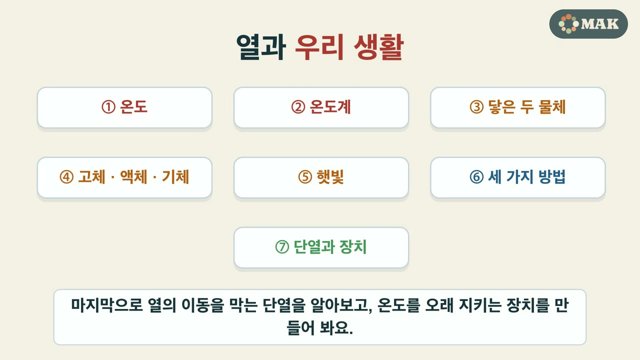 MAK
열과 우리 생활
① 온도
② 온도계
③ 닿은 두 물체
④ 고체 · 액체 · 기체
⑤ 햇빛
⑥ 세 가지 방법
⑦ 단열과 장치
마지막으로 열의 이동을 막는 단열을 알아보고, 온도를 오래 지키는 장치를 만
들어 봐요.